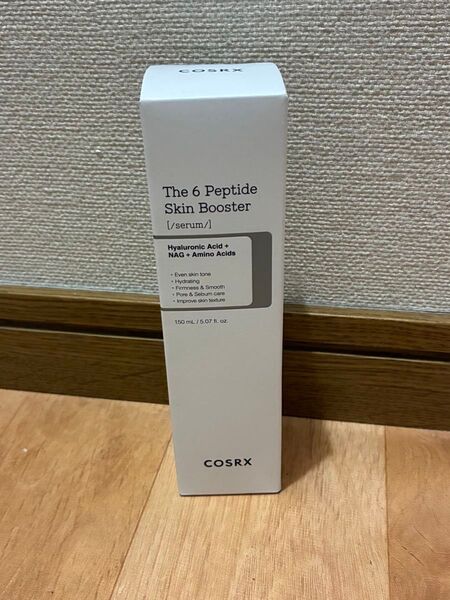 COSRX
The 6 Peptide
Skin Booster
[/serum/]
Hyaluronic Acid +
NAG + Amino Acids
• Even skin tone
• Hydrating
• Firmness & Smooth
• Pore & Sebum care
• Improve skin texture
150 mL / 5.07 fl. oz.
COSRX